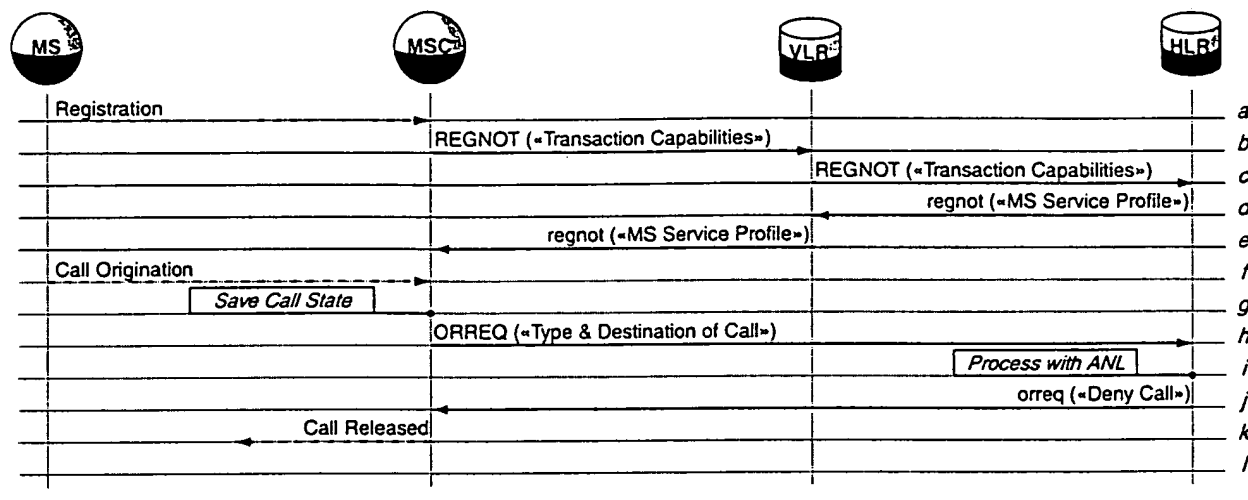 MS MSC VLR HLR
Registration a
REGNOT («Transaction Capabilities») b
REGNOT («Transaction Capabilities») c
regnot («MS Service Profile») d
regnot («MS Service Profile») e
Call Origination f
Save Call State g
ORREQ («Type & Destination of Call») h
Process with ANL i
orreq («Deny Call») j
Call Released k
l